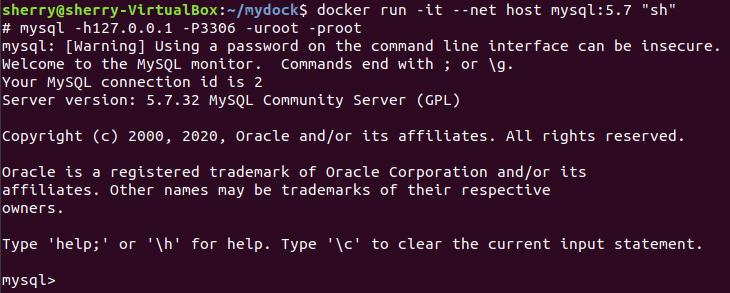 sherry@sherry-VirtualBox:~/mydock$ docker run -it --net host mysql:5.7 "sh"
# mysql -h127.0.0.1 -P3306 -uroot -proot
mysql: [Warning] Using a password on the command line interface can be insecure.
Welcome to the MySQL monitor.  Commands end with ; or \g.
Your MySQL connection id is 2
Server version: 5.7.32 MySQL Community Server (GPL)

Copyright (c) 2000, 2020, Oracle and/or its affiliates. All rights reserved.

Oracle is a registered trademark of Oracle Corporation and/or its
affiliates. Other names may be trademarks of their respective
owners.

Type 'help;' or '\h' for help. Type '\c' to clear the current input statement.

mysql>